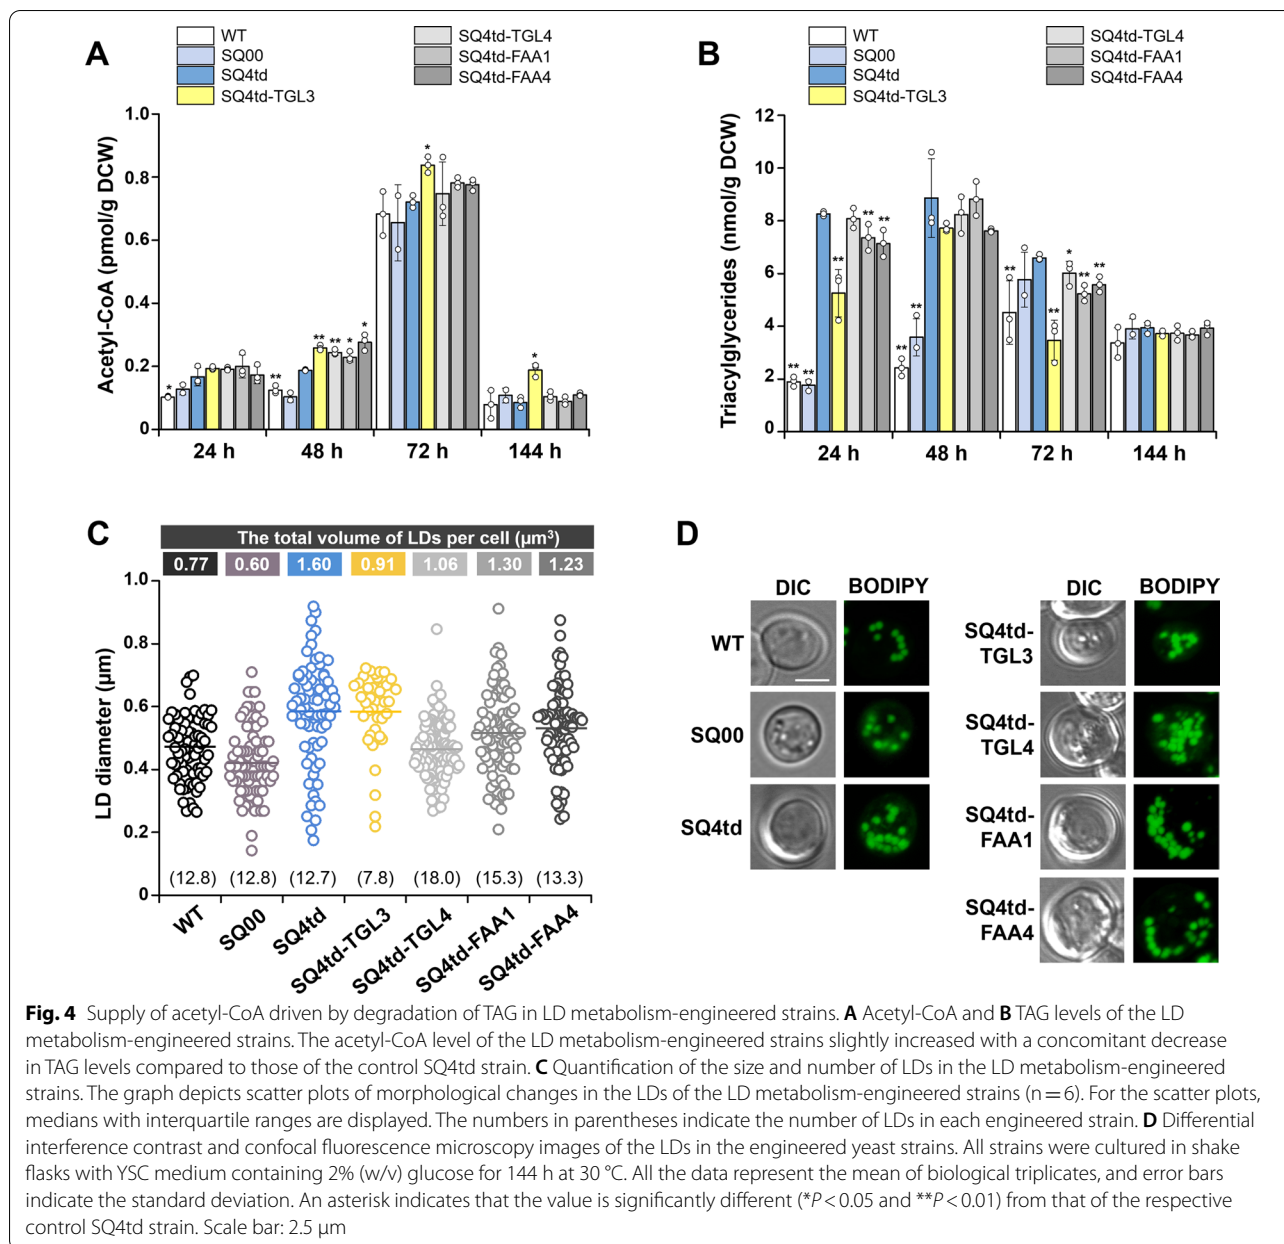 A
WT
SQ00
SQ4td
SQ4td-TGL3
SQ4td-TGL4
SQ4td-FAA1
SQ4td-FAA4
Acetyl-CoA (pmol/g DCW)
1.0
0.8
0.6
0.4
0.2
0
*
**
**
**
*
*
*
*
24 h
48 h
72 h
144 h
B
WT
SQ00
SQ4td
SQ4td-TGL3
SQ4td-TGL4
SQ4td-FAA1
SQ4td-FAA4
Triacylglycerides (nmol/g DCW)
12
10
8
6
4
2
0
**
**
**
**
**
**
**
**
**
*
**
**
24 h
48 h
72 h
144 h
C
The total volume of LDs per cell (µm³)
0.77 0.60 1.60 0.91 1.06 1.30 1.23
LD diameter (µm)
1.0
0.8
0.6
0.4
0.2
0
(12.8) (12.8) (12.7) (7.8) (18.0) (15.3) (13.3)
WT
SQ00
SQ4td
SQ4td-TGL3
SQ4td-TGL4
SQ4td-FAA1
SQ4td-FAA4
D
DIC BODIPY
WT
SQ00
SQ4td
DIC BODIPY
SQ4td-
TGL3
SQ4td-
TGL4
SQ4td-
FAA1
SQ4td-
FAA4
Fig. 4 Supply of acetyl-CoA driven by degradation of TAG in LD metabolism-engineered strains. A Acetyl-CoA and B TAG levels of the LD
metabolism-engineered strains. The acetyl-CoA level of the LD metabolism-engineered strains slightly increased with a concomitant decrease
in TAG levels compared to those of the control SQ4td strain. C Quantification of the size and number of LDs in the LD metabolism-engineered
strains. The graph depicts scatter plots of morphological changes in the LDs of the LD metabolism-engineered strains (n = 6). For the scatter plots,
medians with interquartile ranges are displayed. The numbers in parentheses indicate the number of LDs in each engineered strain. D Differential
interference contrast and confocal fluorescence microscopy images of the LDs in the engineered yeast strains. All strains were cultured in shake
flasks with YSC medium containing 2% (w/v) glucose for 144 h at 30 °C. All the data represent the mean of biological triplicates, and error bars
indicate the standard deviation. An asterisk indicates that the value is significantly different (*P < 0.05 and **P < 0.01) from that of the respective
control SQ4td strain. Scale bar: 2.5 µm